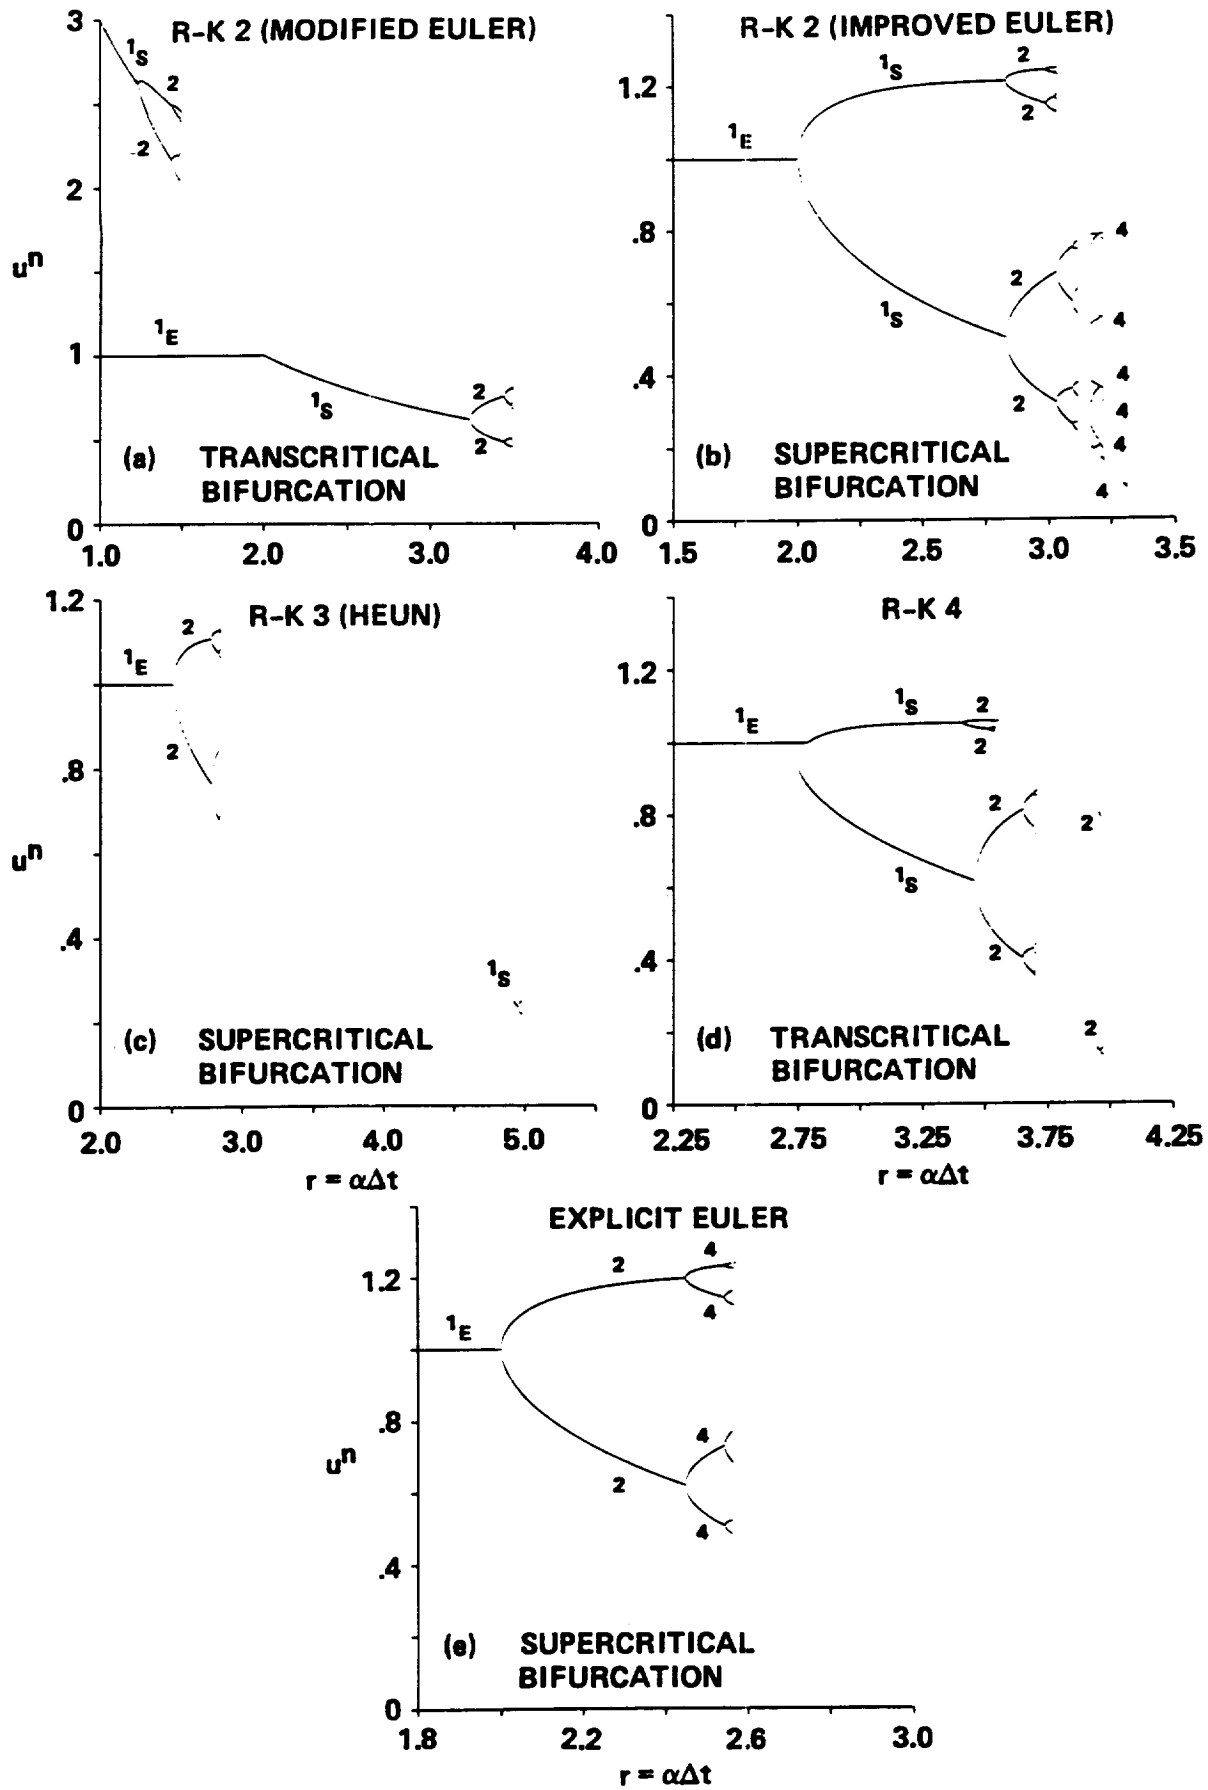 R-K 2 (MODIFIED EULER)
3
1S
2
2
2
uⁿ
1E
1
1S
2
2
(a) TRANSCRITICAL
BIFURCATION
0
1.0 2.0 3.0 4.0
R-K 2 (IMPROVED EULER)
1.2
1S
2
2
1E
.8
4
2
1S
4
.4
4
2
4
4
(b) SUPERCRITICAL
BIFURCATION
4
0
1.5 2.0 2.5 3.0 3.5
R-K 3 (HEUN)
1.2
2
1E
2
.8
uⁿ
.4
1S
(c) SUPERCRITICAL
BIFURCATION
0
2.0 3.0 4.0 5.0
r = αΔt
R-K 4
1.2
1S
2
1E
2
.8
2
2
1S
.4
2
2
(d) TRANSCRITICAL
BIFURCATION
0
2.25 2.75 3.25 3.75 4.25
r = αΔt
EXPLICIT EULER
4
2
1.2
4
1E
.8
4
uⁿ
2
4
.4
(e) SUPERCRITICAL
BIFURCATION
0
1.8 2.2 2.6 3.0
r = αΔt